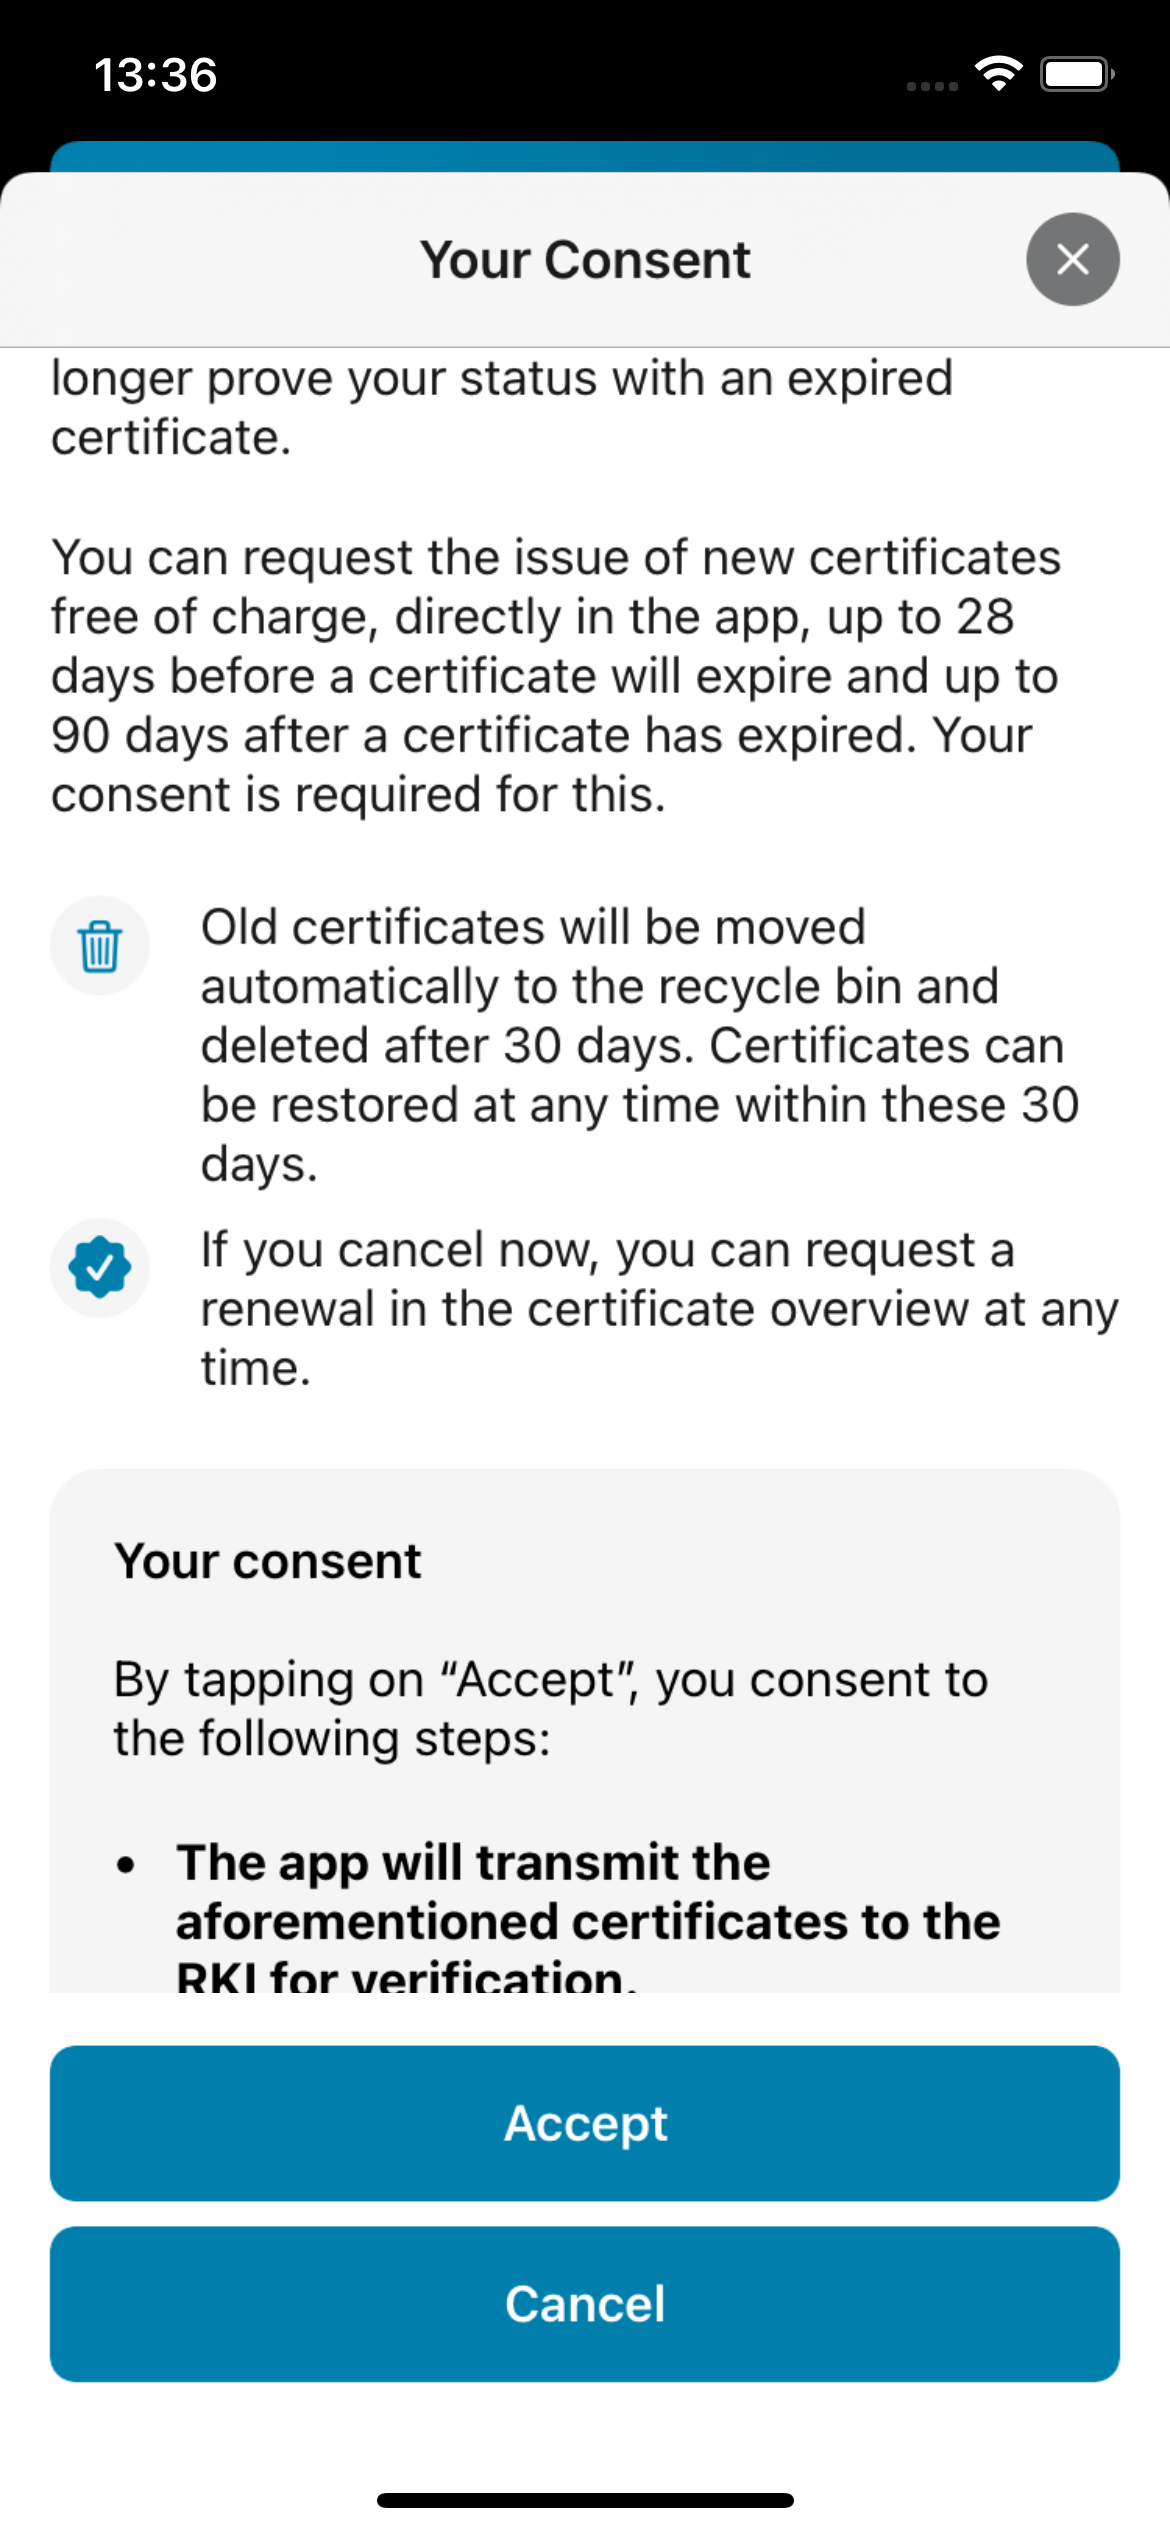 13:36
Your Consent
longer prove your status with an expired
certificate.
You can request the issue of new certificates
free of charge, directly in the app, up to 28
days before a certificate will expire and up to
90 days after a certificate has expired. Your
consent is required for this.
Old certificates will be moved
automatically to the recycle bin and
deleted after 30 days. Certificates can
be restored at any time within these 30
days.
If you cancel now, you can request a
renewal in the certificate overview at any
time.
Your consent
By tapping on “Accept”, you consent to
the following steps:
• The app will transmit the
aforementioned certificates to the
RKI for verification.
Accept
Cancel